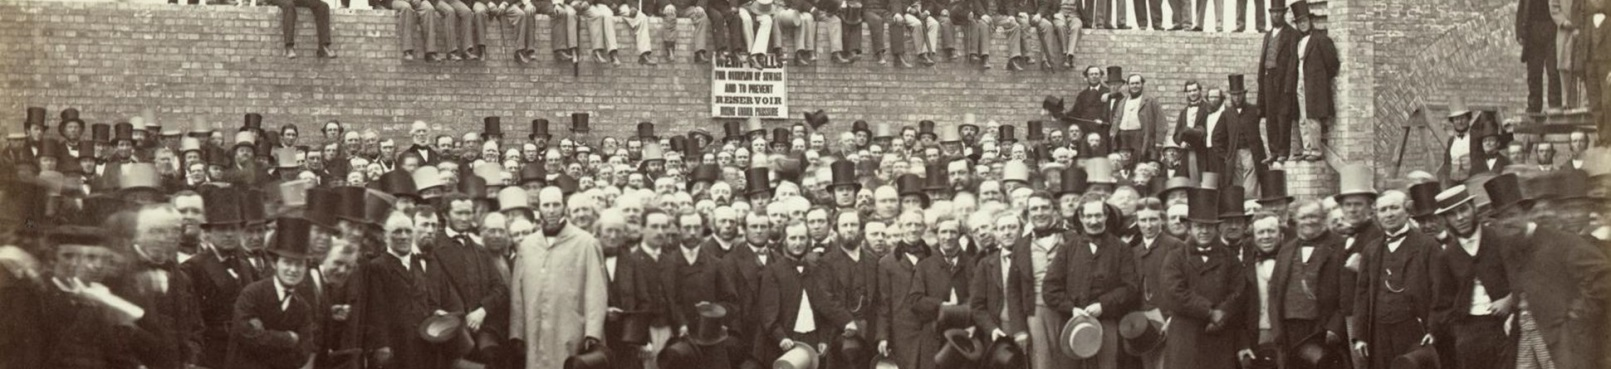 WEIR WALLS
FOR OVERFLOW OF SEWAGE
AND TO PREVENT
RESERVOIR
BEING UNDER PRESSURE